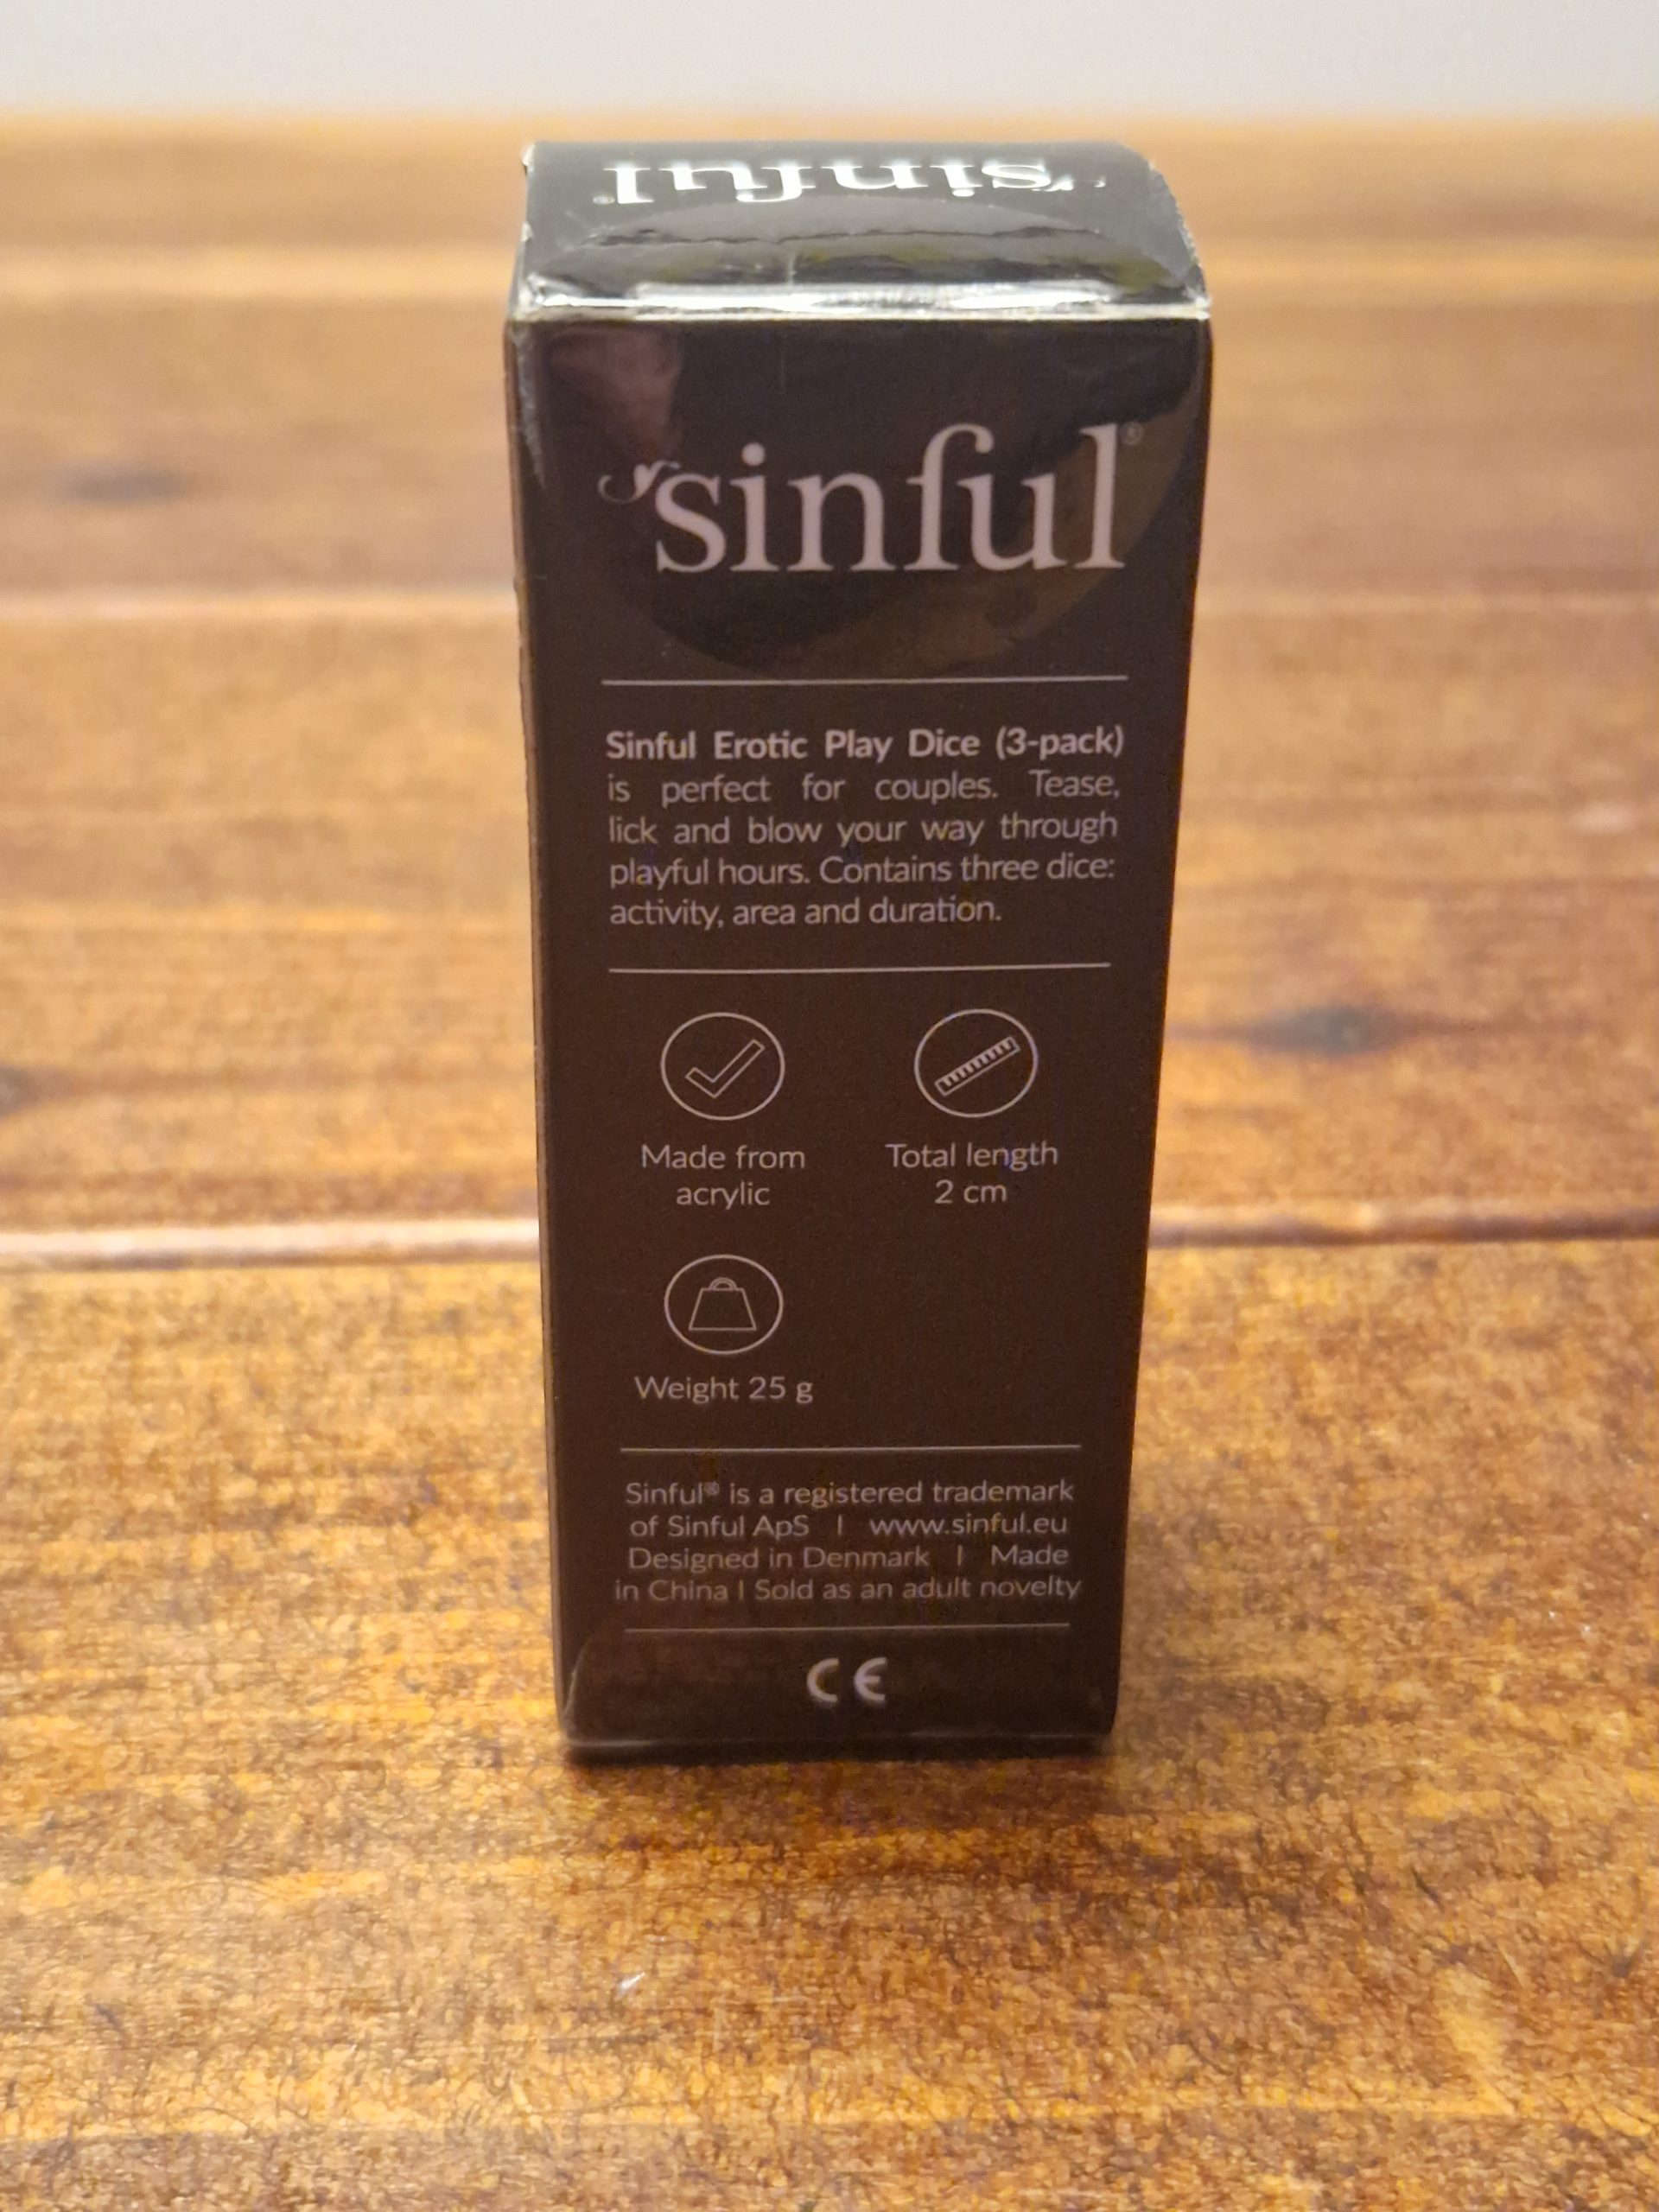 sinful®
sinful®
Sinful Erotic Play Dice (3-pack)
is perfect for couples. Tease,
lick and blow your way through
playful hours. Contains three dice:
activity, area and duration.
Made from
acrylic
Total length
2 cm
Weight 25 g
Sinful® is a registered trademark
of Sinful ApS | www.sinful.eu
Designed in Denmark | Made
in China | Sold as an adult novelty
CE